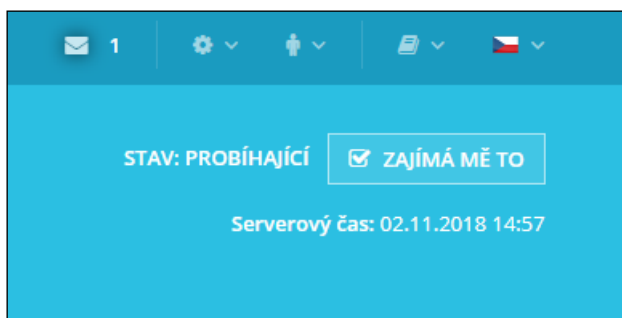 1
STAV: PROBÍHAJÍCÍ ZAJÍMÁ MĚ TO
Serverový čas: 02.11.2018 14:57